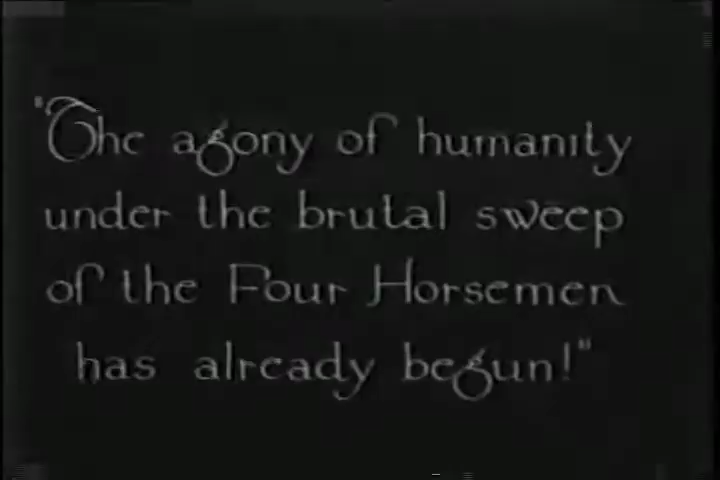 "The agony of humanity
under the brutal sweep
of the Four Horsemen
has already begun!"